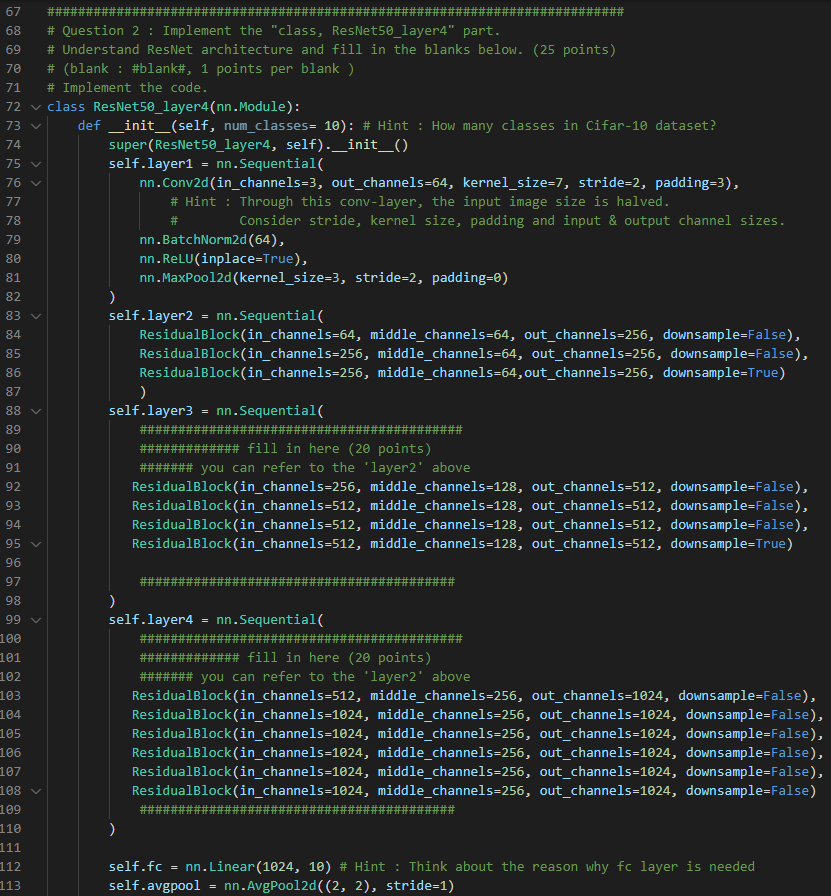 67 ###########################################################################
68 # Question 2 : Implement the "class, ResNet50_layer4" part.
69 # Understand ResNet architecture and fill in the blanks below. (25 points)
70 # (blank : #blank#, 1 points per blank )
71 # Implement the code.
72 class ResNet50_layer4(nn.Module):
73     def __init__(self, num_classes= 10): # Hint : How many classes in Cifar-10 dataset?
74         super(ResNet50_layer4, self).__init__()
75         self.layer1 = nn.Sequential(
76             nn.Conv2d(in_channels=3, out_channels=64, kernel_size=7, stride=2, padding=3),
77                 # Hint : Through this conv-layer, the input image size is halved.
78                 #        Consider stride, kernel size, padding and input & output channel sizes.
79             nn.BatchNorm2d(64),
80             nn.ReLU(inplace=True),
81             nn.MaxPool2d(kernel_size=3, stride=2, padding=0)
82         )
83         self.layer2 = nn.Sequential(
84             ResidualBlock(in_channels=64, middle_channels=64, out_channels=256, downsample=False),
85             ResidualBlock(in_channels=256, middle_channels=64, out_channels=256, downsample=False),
86             ResidualBlock(in_channels=256, middle_channels=64,out_channels=256, downsample=True)
87             )
88         self.layer3 = nn.Sequential(
89             ##########################################
90             ############# fill in here (20 points)
91             ####### you can refer to the 'layer2' above
92            ResidualBlock(in_channels=256, middle_channels=128, out_channels=512, downsample=False),
93            ResidualBlock(in_channels=512, middle_channels=128, out_channels=512, downsample=False),
94            ResidualBlock(in_channels=512, middle_channels=128, out_channels=512, downsample=False),
95            ResidualBlock(in_channels=512, middle_channels=128, out_channels=512, downsample=True)
96
97             #########################################
98         )
99         self.layer4 = nn.Sequential(
100             ##########################################
101             ############# fill in here (20 points)
102             ####### you can refer to the 'layer2' above
103            ResidualBlock(in_channels=512, middle_channels=256, out_channels=1024, downsample=False),
104            ResidualBlock(in_channels=1024, middle_channels=256, out_channels=1024, downsample=False),
105            ResidualBlock(in_channels=1024, middle_channels=256, out_channels=1024, downsample=False),
106            ResidualBlock(in_channels=1024, middle_channels=256, out_channels=1024, downsample=False),
107            ResidualBlock(in_channels=1024, middle_channels=256, out_channels=1024, downsample=False),
108            ResidualBlock(in_channels=1024, middle_channels=256, out_channels=1024, downsample=False)
109             #########################################
110         )
111
112         self.fc = nn.Linear(1024, 10) # Hint : Think about the reason why fc layer is needed
113         self.avgpool = nn.AvgPool2d((2, 2), stride=1)